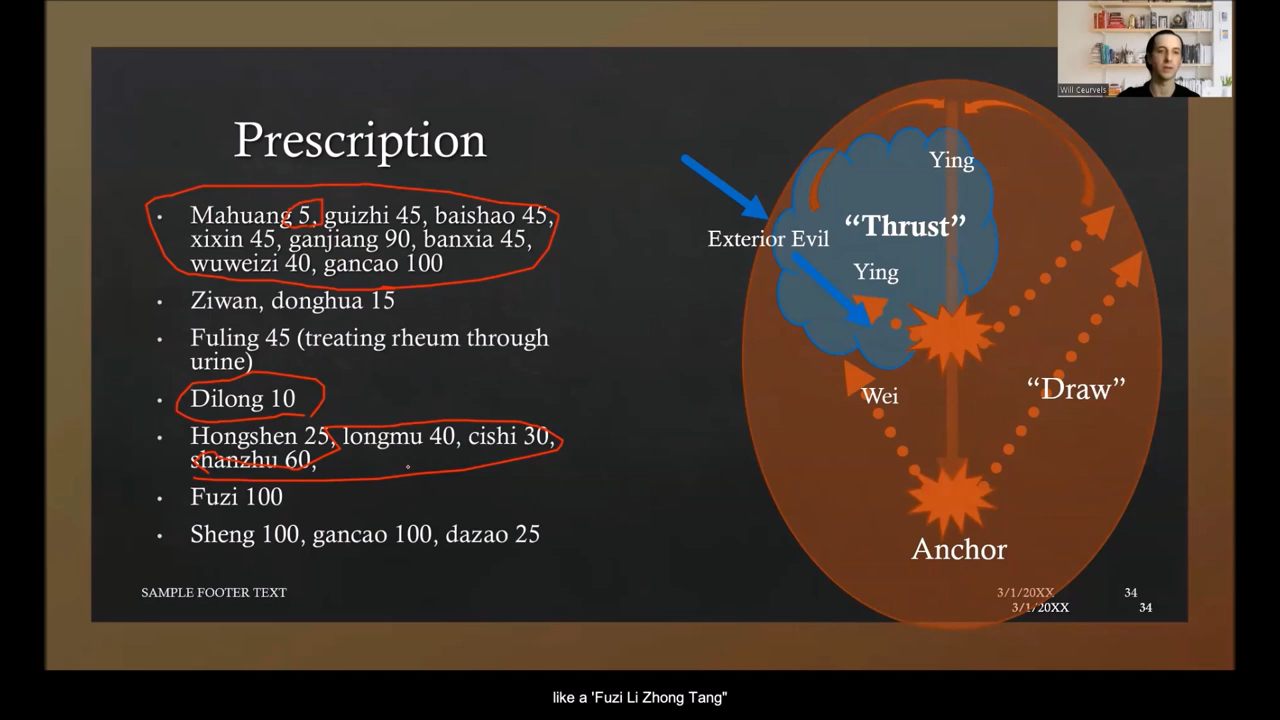 Will Ceurvels
Prescription
Mahuang 5, guizhi 45, baishao 45,
xixin 45, ganjiang 90, banxia 45,
wuweizi 40, gancao 100
Ziwan, donghua 15
Fuling 45 (treating rheum through
urine)
Dilong 10
Hongshen 25, longmu 40, cishi 30,
shanzhu 60,
Fuzi 100
Sheng 100, gancao 100, dazao 25
Ying
"Thrust"
Exterior Evil
Ying
Wei
"Draw"
Anchor
SAMPLE FOOTER TEXT
3/1/20XX 34
3/1/20XX 34
like a 'Fuzi Li Zhong Tang"